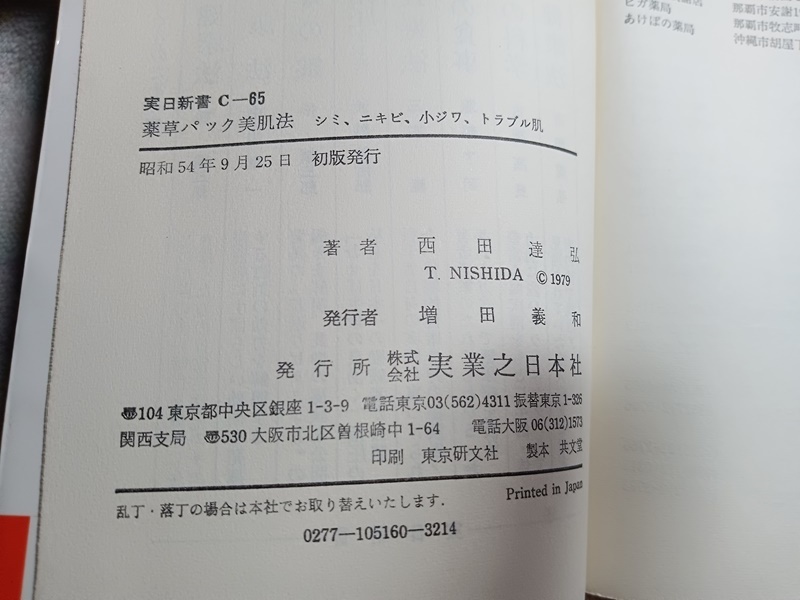 実日新書 C―65
薬草パック美肌法 シミ、ニキビ、小ジワ、トラブル肌
昭和54年9月25日 初版発行
著者 西田達弘
T. NISHIDA ©1979
発行者 増田義和
発行所 株式会社 実業之日本社
〠104 東京都中央区銀座1-3-9 電話東京03(562)4311 振替東京1-326
関西支局 〠530 大阪市北区曽根崎中1-64 電話大阪06(312)1573
印刷 東京研文社 製本 共文堂
乱丁・落丁の場合は本社でお取り替えいたします.
Printed in Japan
0277―105160―3214
ヒガ薬局 那覇市安謝
あけぼの薬局 那覇市牧志町
沖縄市胡屋